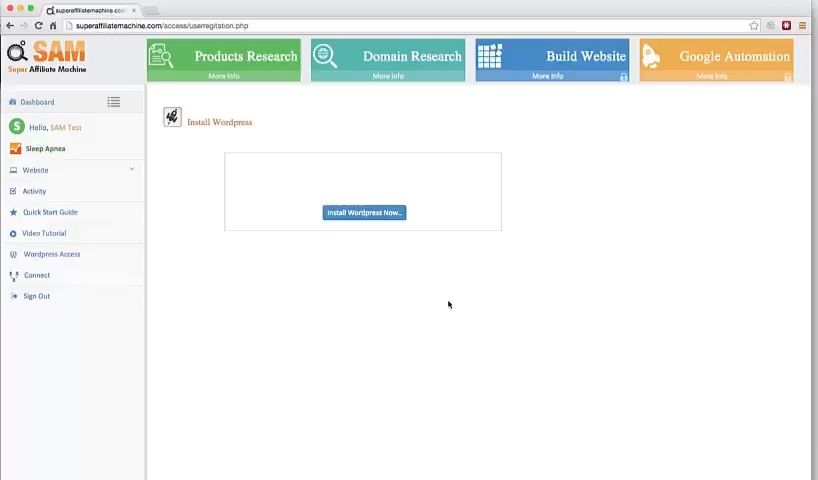 superaffiliatemachine.com
superaffiliatemachine.com/access/userregitation.php
SAM
Super Affiliate Machine
Products Research
More Info
Domain Research
More Info
Build Website
More Info
Google Automation
More Info
Dashboard
S
Hello, SAM Test
Sleep Apnea
Website
Activity
Quick Start Guide
Video Tutorial
Wordpress Access
Connect
Sign Out
Install Wordpress
Install Wordpress Now..